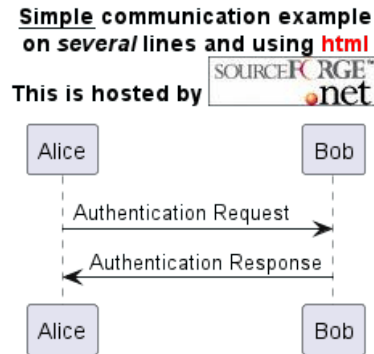 Simple communication example
on several lines and using html
This is hosted by SOURCEFORGE™
.net
Alice Bob
Authentication Request
Authentication Response
Alice Bob